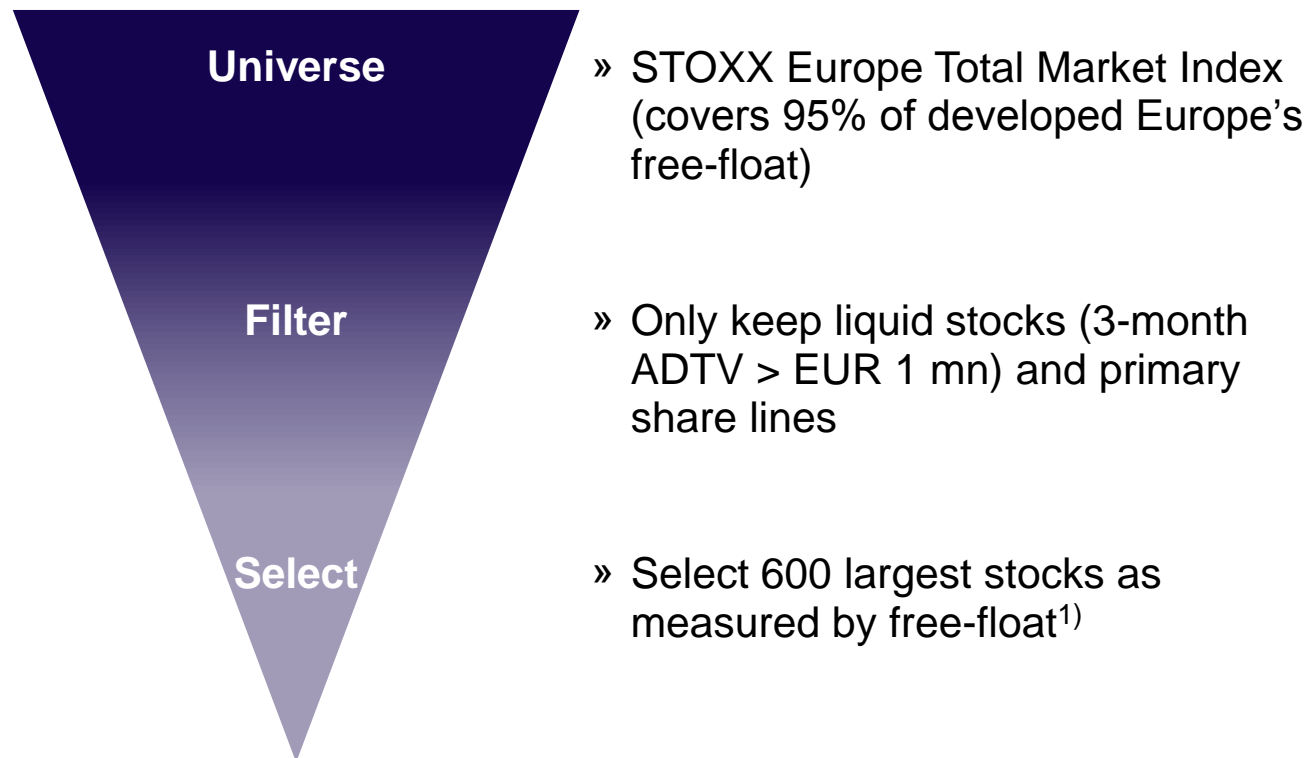 Universe
» STOXX Europe Total Market Index
(covers 95% of developed Europe’s
free-float)
Filter
» Only keep liquid stocks (3-month
ADTV > EUR 1 mn) and primary
share lines
Select
» Select 600 largest stocks as
measured by free-float1)